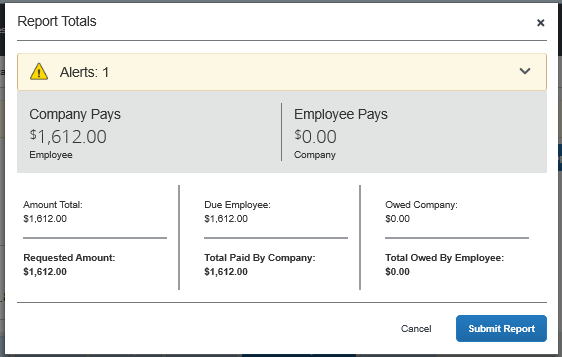 Report Totals
×
Alerts: 1
Company Pays
$1,612.00
Employee
Employee Pays
$0.00
Company
Amount Total:
$1,612.00
Due Employee:
$1,612.00
Owed Company:
$0.00
Requested Amount:
$1,612.00
Total Paid By Company:
$1,612.00
Total Owed By Employee:
$0.00
Cancel
Submit Report